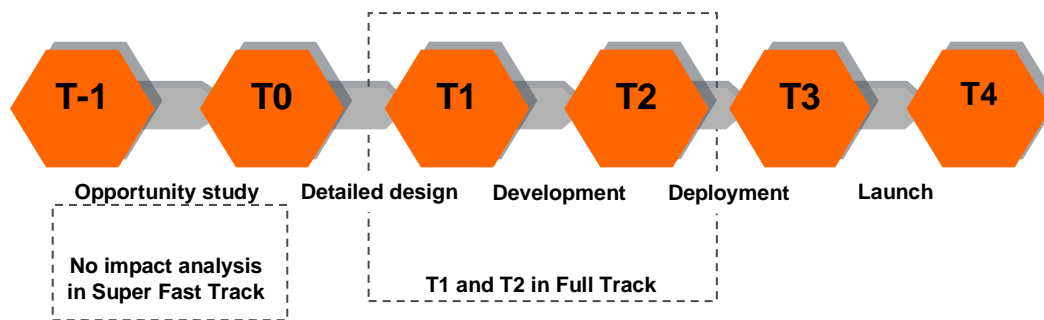 T-1
T0
T1
T2
T3
T4
Opportunity study
Detailed design
Development
Deployment
Launch
No impact analysis
in Super Fast Track
T1 and T2 in Full Track